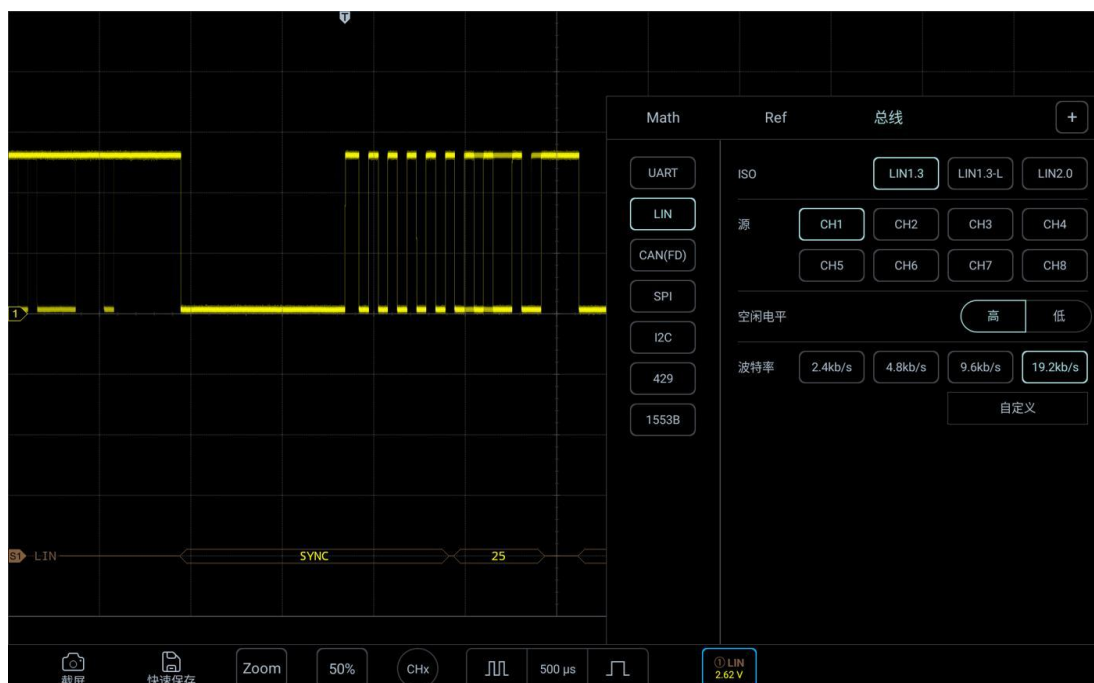 T
Math Ref 总线 +
UART
LIN
CAN(FD)
SPI
I2C
429
1553B
ISO LIN1.3 LIN1.3-L LIN2.0
源 CH1 CH2 CH3 CH4
CH5 CH6 CH7 CH8
空闲电平 高 低
波特率 2.4kb/s 4.8kb/s 9.6kb/s 19.2kb/s
自定义
1
S1 LIN SYNC 25
截屏 快速保存 Zoom 50% CHx 500 μs
① LIN
2.62 V